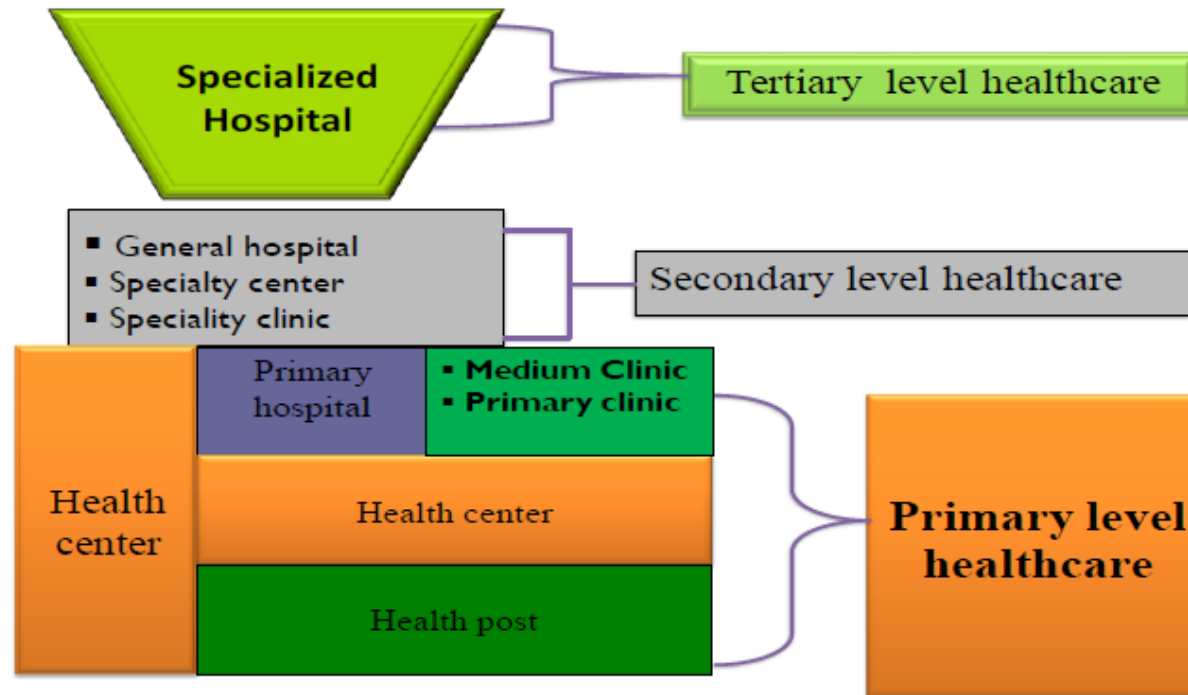 Specialized
Hospital
Tertiary level healthcare
▪ General hospital
▪ Specialty center
▪ Speciality clinic
Secondary level healthcare
Health
center
Primary
hospital
▪ Medium Clinic
▪ Primary clinic
Health center
Health post
Primary level
healthcare